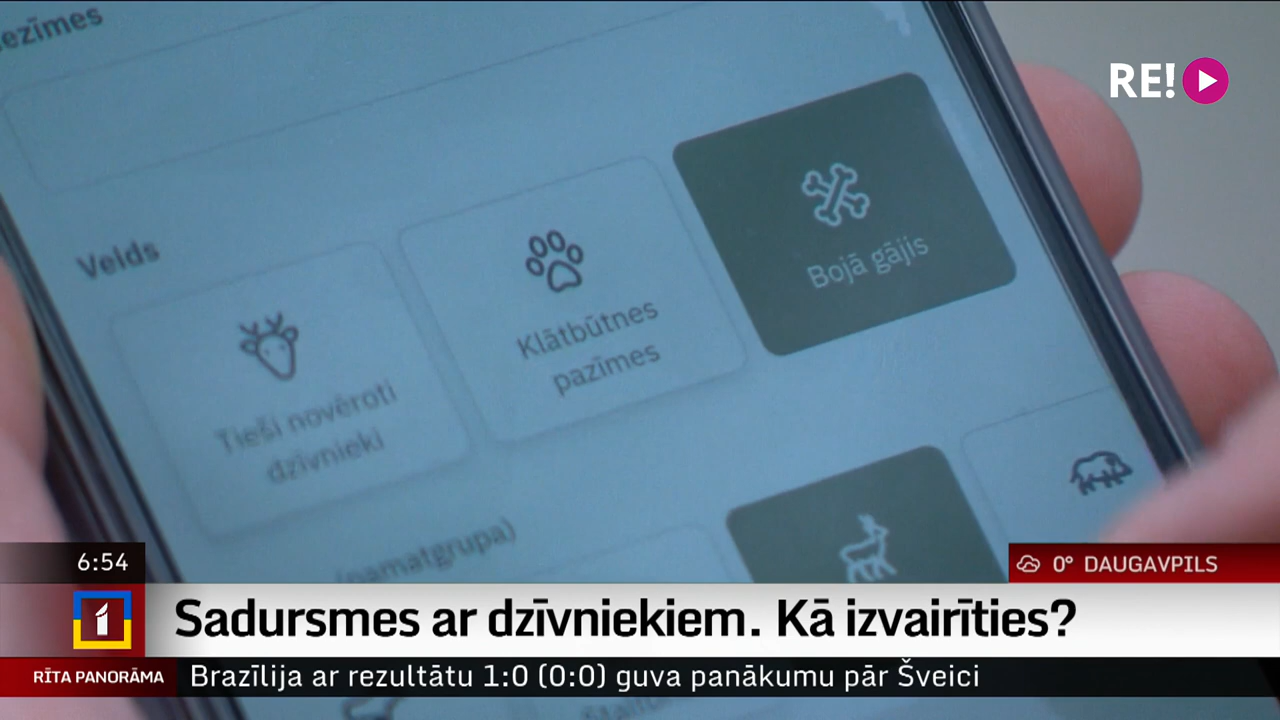 RE!
Veids
Bojā gājis
Klātbūtnes
pazīmes
Tieši novēroti
dzīvnieki
6:54
0° DAUGAVPILS
1
Sadursmes ar dzīvniekiem. Kā izvairīties?
RĪTA PANORĀMA
Brazīlija ar rezultātu 1:0 (0:0) guva panākumu pār Šveici